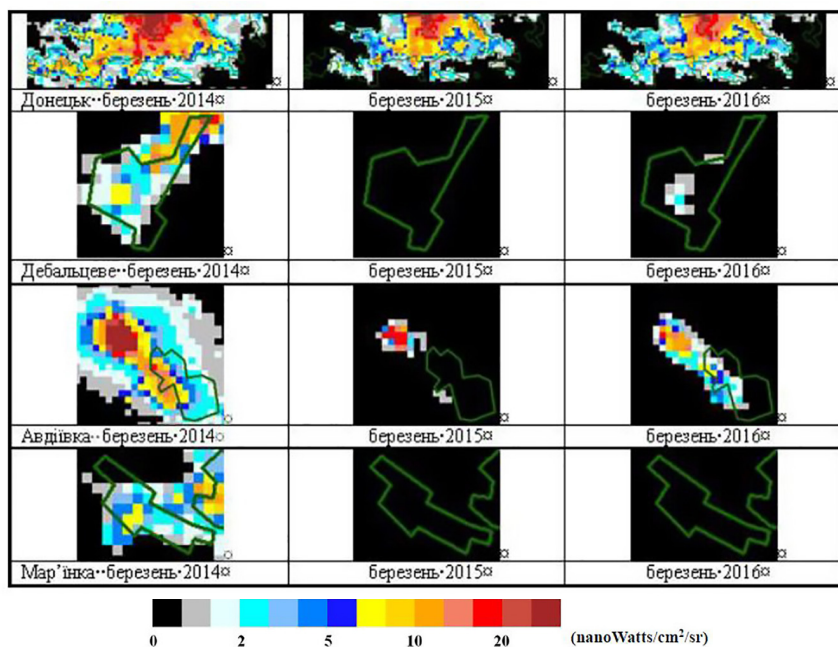 Донецьк··березень·2014¤
березень·2015¤
березень·2016¤
Дебальцеве··березень·2014¤
березень·2015¤
березень·2016¤
Авдіївка··березень·2014○
березень·2015¤
березень·2016¤
Мар’їнка··березень·2014¤
березень·2015¤
березень·2016¤
0 2 5 10 20 (nanoWatts/cm²/sr)